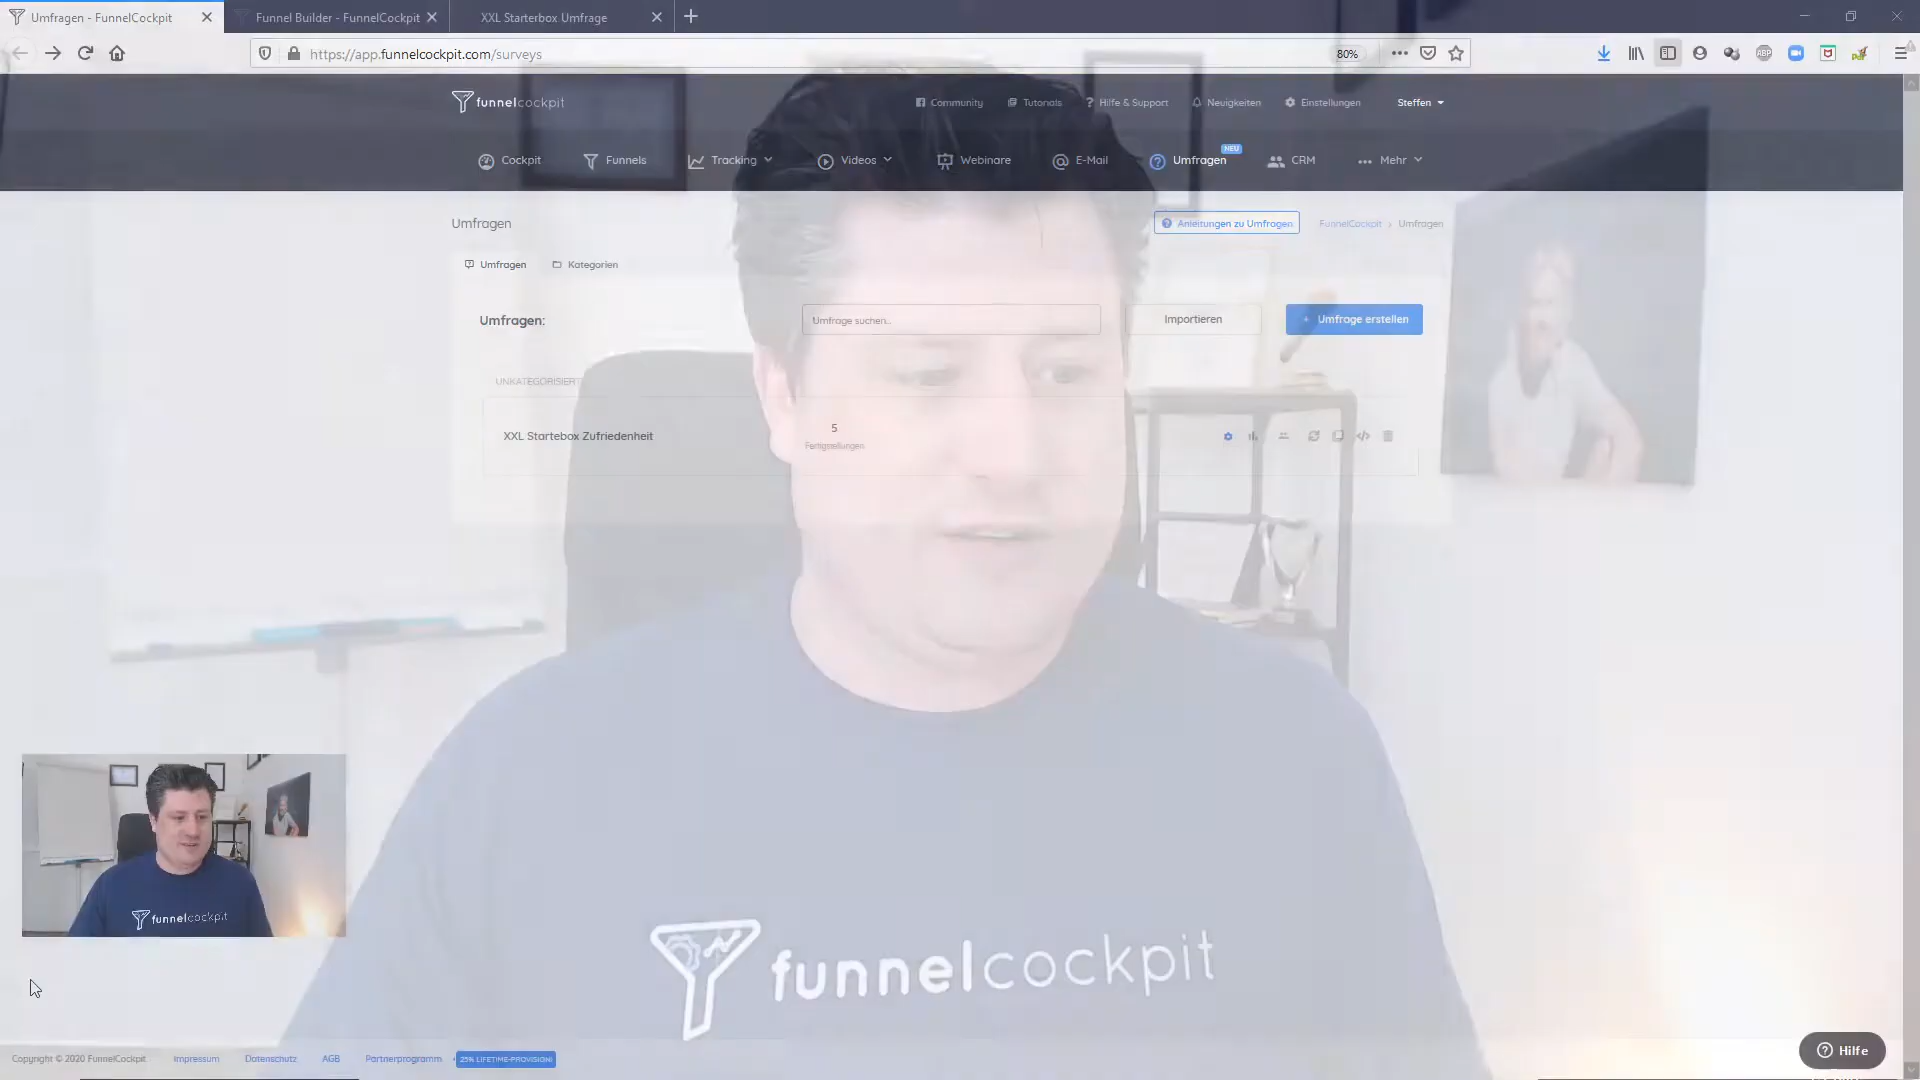 Umfragen - FunnelCockpit
Funnel Builder - FunnelCockpit
XXL Starterbox Umfrage
https://app.funnelcockpit.com/surveys
80%
ABP
funnelcockpit
Community
Tutorials
Hilfe & Support
Neuigkeiten
Einstellungen
Steffen
Cockpit
Funnels
Tracking
Videos
Webinare
E-Mail
Umfragen
NEU
CRM
Mehr
Umfragen
Anleitungen zu Umfragen
FunnelCockpit > Umfragen
Umfragen
Kategorien
Umfragen:
Umfrage suchen..
Importieren
+ Umfrage erstellen
UNKATEGORISIERT
XXL Startebox Zufriedenheit
5
Fertigstellungen
funnelcockpit
funnelcockpit
Copyright © 2020 FunnelCockpit
Impressum
Datenschutz
AGB
Partnerprogramm
25% LIFETIME-PROVISION!
Hilfe